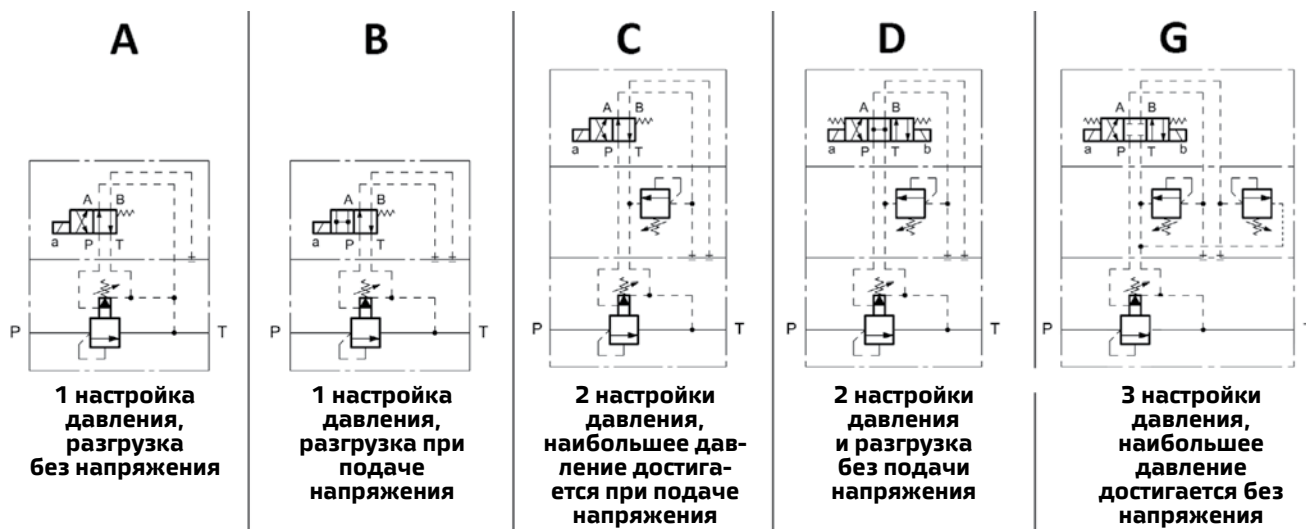 A
B
C
D
G
A B
a P T
P T
1 настройка
давления,
разгрузка
без напряжения
A B
a P T
P T
1 настройка
давления,
разгрузка при
подаче
напряжения
A B
a P T
P T
2 настройки
давления,
наибольшее дав-
ление достига-
ется при подаче
напряжения
A B
a P T b
P T
2 настройки
давления
и разгрузка
без подачи
напряжения
A B
a P T b
P T
3 настройки
давления,
наибольшее
давление
достигается без
напряжения